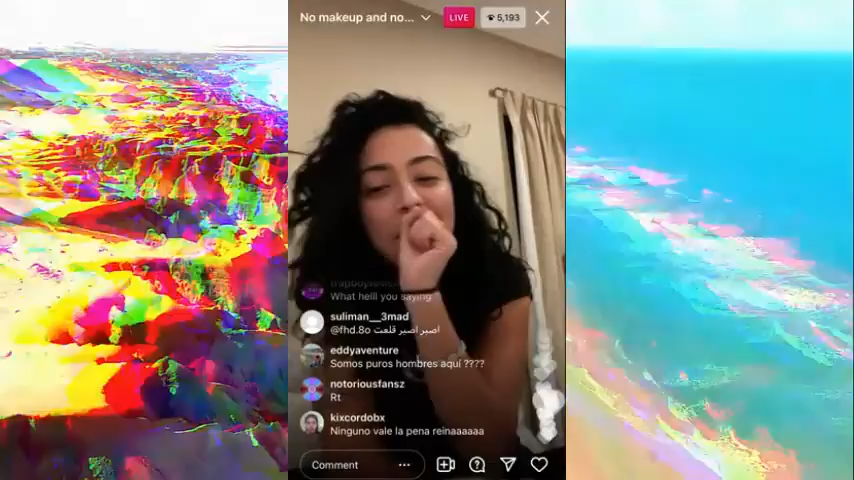 No makeup and no...
LIVE
5,193
What helll you saying
suliman__3mad
@fhd.8o اصبر اصبر قلعت
eddyaventure
Somos puros hombres aquí ????
notoriousfansz
Rt
kixcordobx
Ninguno vale la pena reinaaaaaa
Comment